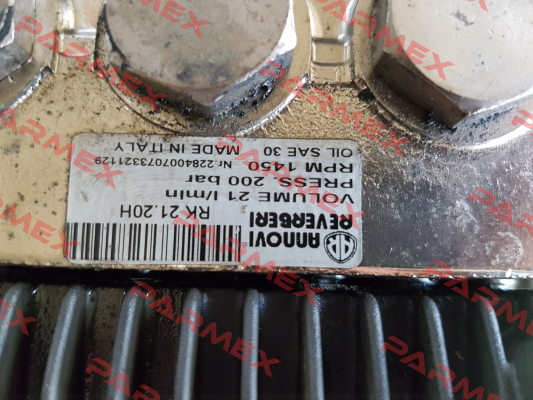 ANNOVI
REVERBERI
RK 21.20H
VOLUME 21 l/min
PRESS. 200 bar
RPM 1450 Nr.2284007073321129
OIL SAE 30 MADE IN ITALY
PARMEX
PARMEX
PARMEX
PARMEX
PARMEX
PARMEX
PARMEX
PARMEX
PARMEX